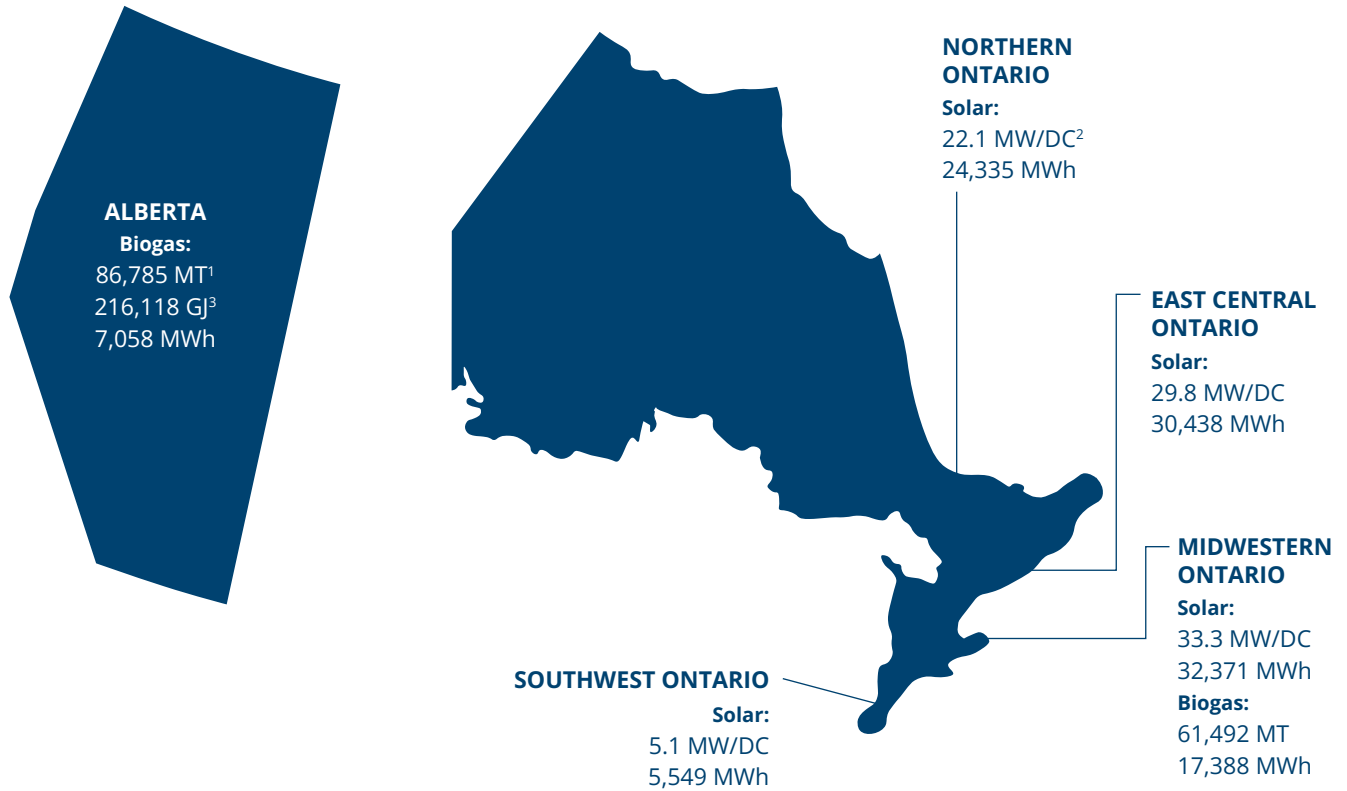 ALBERTA
Biogas:
86,785 MT¹
216,118 GJ³
7,058 MWh
NORTHERN
ONTARIO
Solar:
22.1 MW/DC²
24,335 MWh
EAST CENTRAL
ONTARIO
Solar:
29.8 MW/DC
30,438 MWh
MIDWESTERN
ONTARIO
Solar:
33.3 MW/DC
32,371 MWh
Biogas:
61,492 MT
17,388 MWh
SOUTHWEST ONTARIO
Solar:
5.1 MW/DC
5,549 MWh